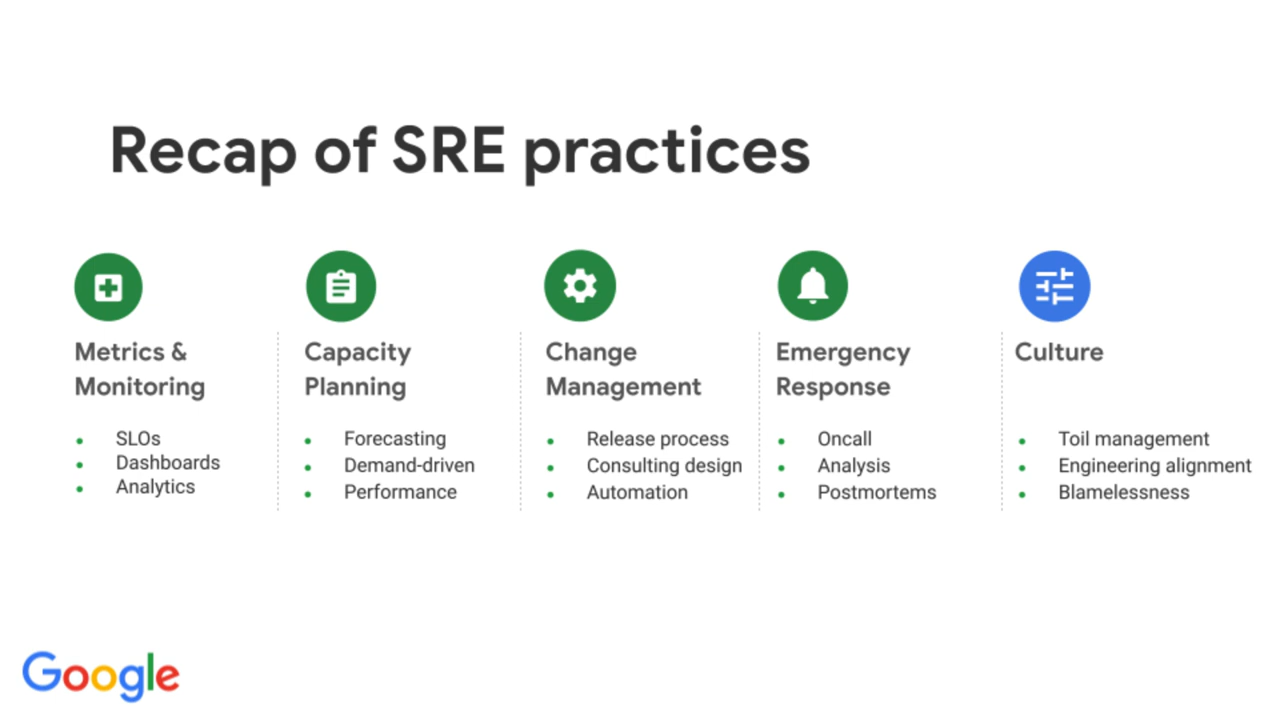 Recap of SRE practices
Metrics &
Monitoring
SLOs
Dashboards
Analytics
Capacity
Planning
Forecasting
Demand-driven
Performance
Change
Management
Release process
Consulting design
Automation
Emergency
Response
Oncall
Analysis
Postmortems
Culture
Toil management
Engineering alignment
Blamelessness
Google